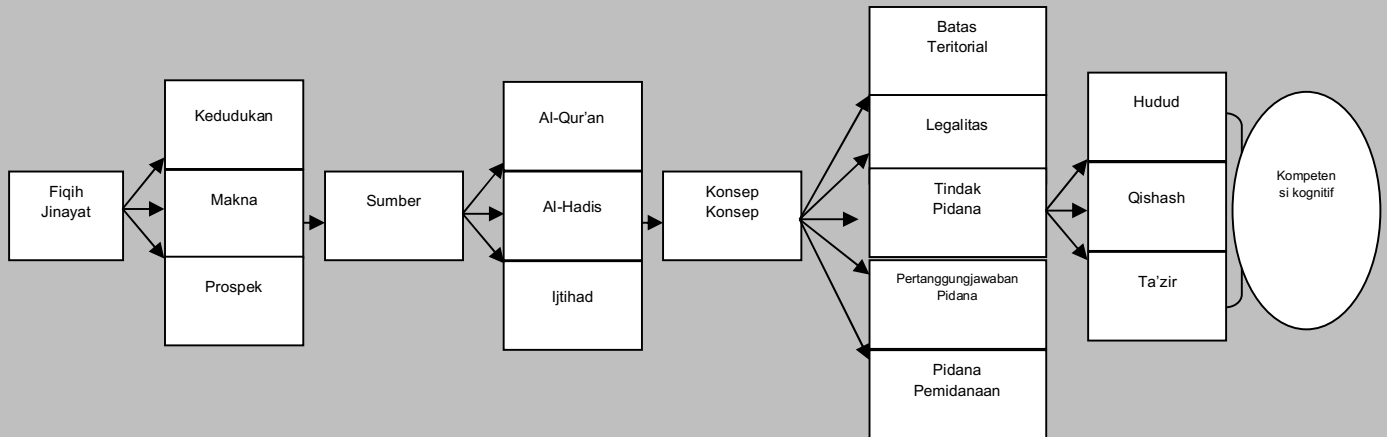 Fiqih
Jinayat
Kedudukan
Makna
Prospek
Sumber
Al-Qur’an
Al-Hadis
Ijtihad
Konsep
Konsep
Batas
Teritorial
Legalitas
Tindak
Pidana
Pertanggungjawaban
Pidana
Pidana
Pemidanaan
Hudud
Qishash
Ta’zir
Kompeten
si kognitif